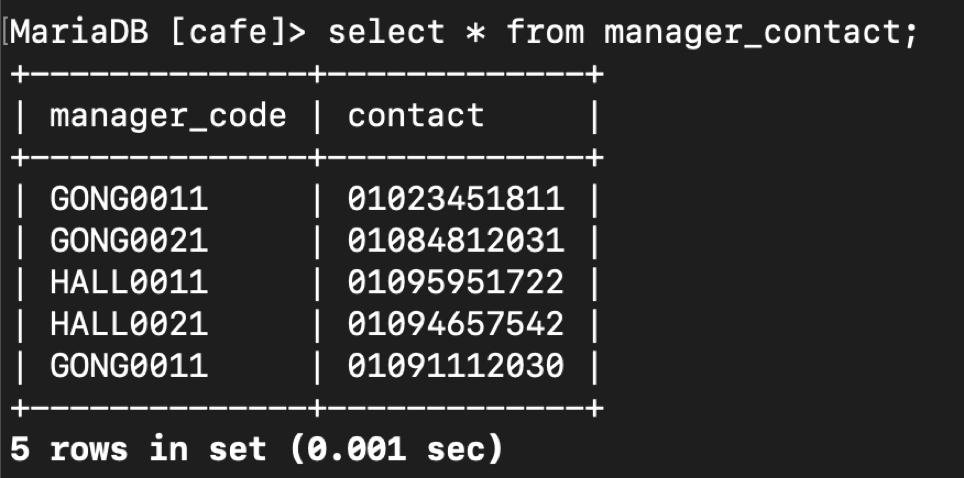 MariaDB [cafe]> select * from manager_contact;
+--------------+-------------+
| manager_code | contact     |
+--------------+-------------+
| GONG0011     | 01023451811 |
| GONG0021     | 01084812031 |
| HALL0011     | 01095951722 |
| HALL0021     | 01094657542 |
| GONG0011     | 01091112030 |
+--------------+-------------+
5 rows in set (0.001 sec)